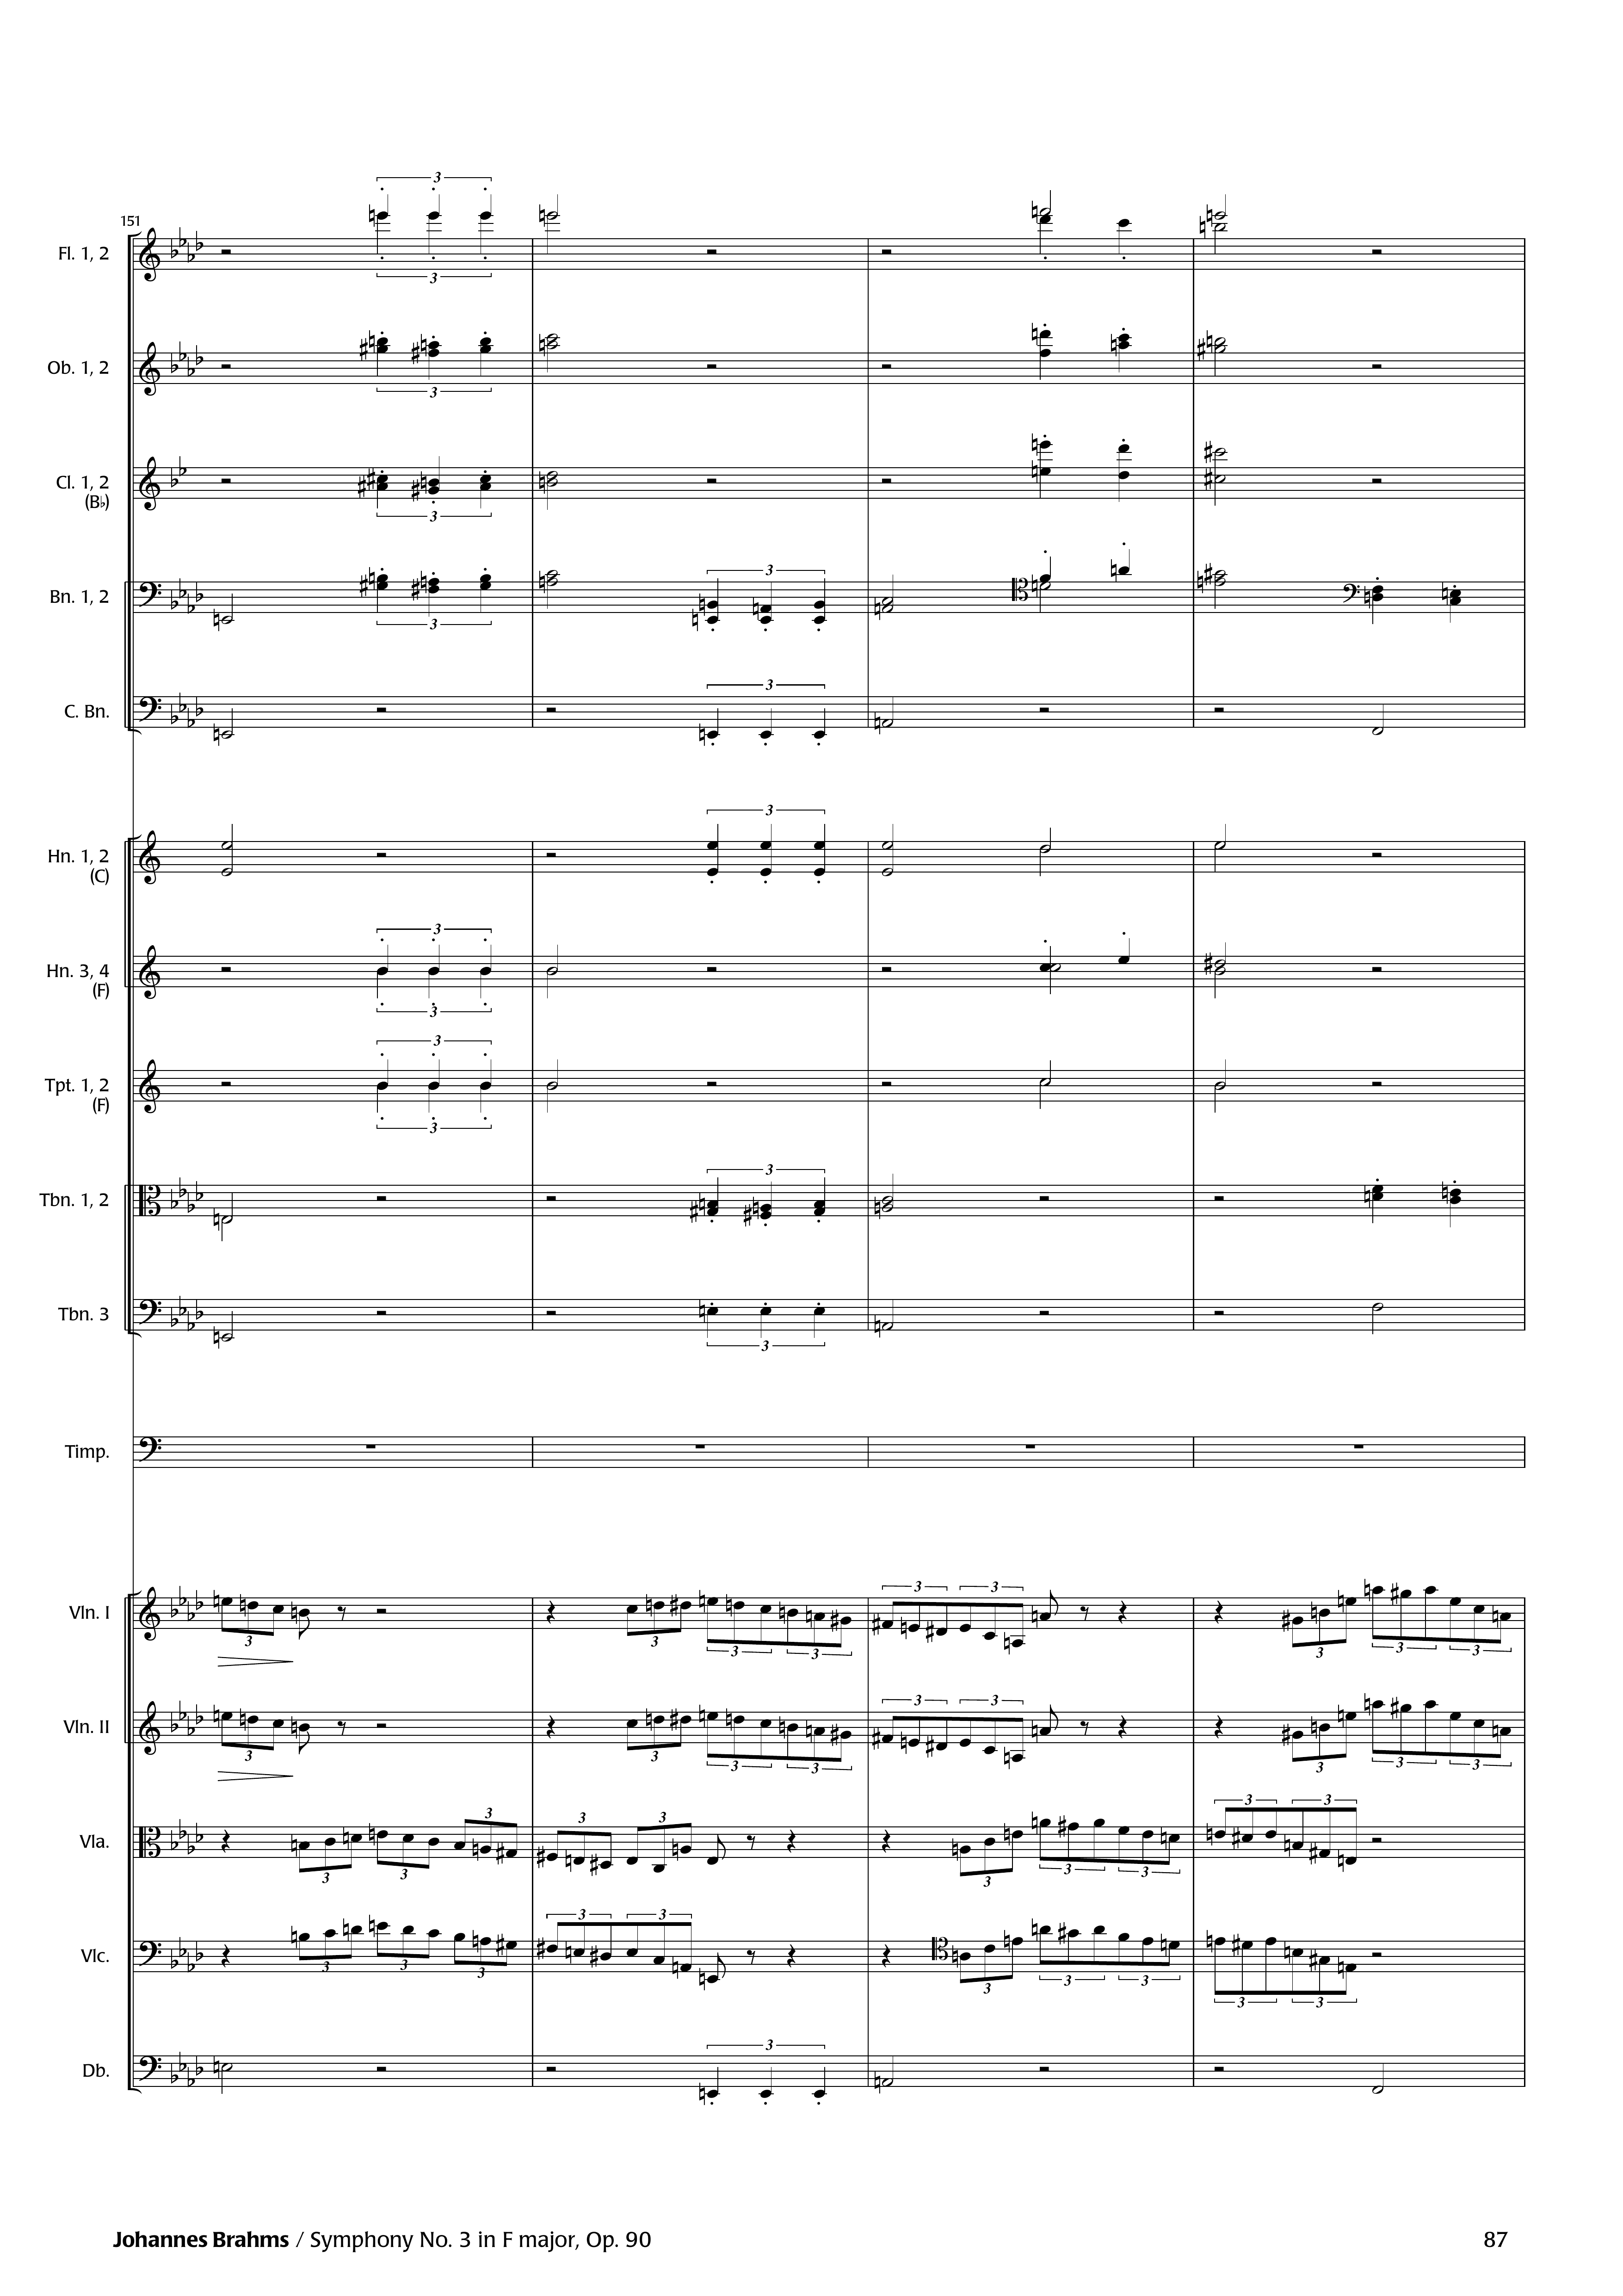 3
151
Fl. 1, 2
3
Ob. 1, 2
3
Cl. 1, 2
(B♭)
3
3
Bn. 1, 2
3
3
C. Bn.
3
Hn. 1, 2
(C)
3
Hn. 3, 4
(F)
3
3
Tpt. 1, 2
(F)
3
3
Tbn. 1, 2
Tbn. 3
3
Timp.
3 3
Vln. I
3 3 3 3 3 3 3
3 3
Vln. II
3 3 3 3 3 3 3
3 3 3 3 3
Vla.
3 3 3 3 3
3 3
Vlc.
3 3 3 3 3 3 3 3
3
Db.
Johannes Brahms / Symphony No. 3 in F major, Op. 90 87